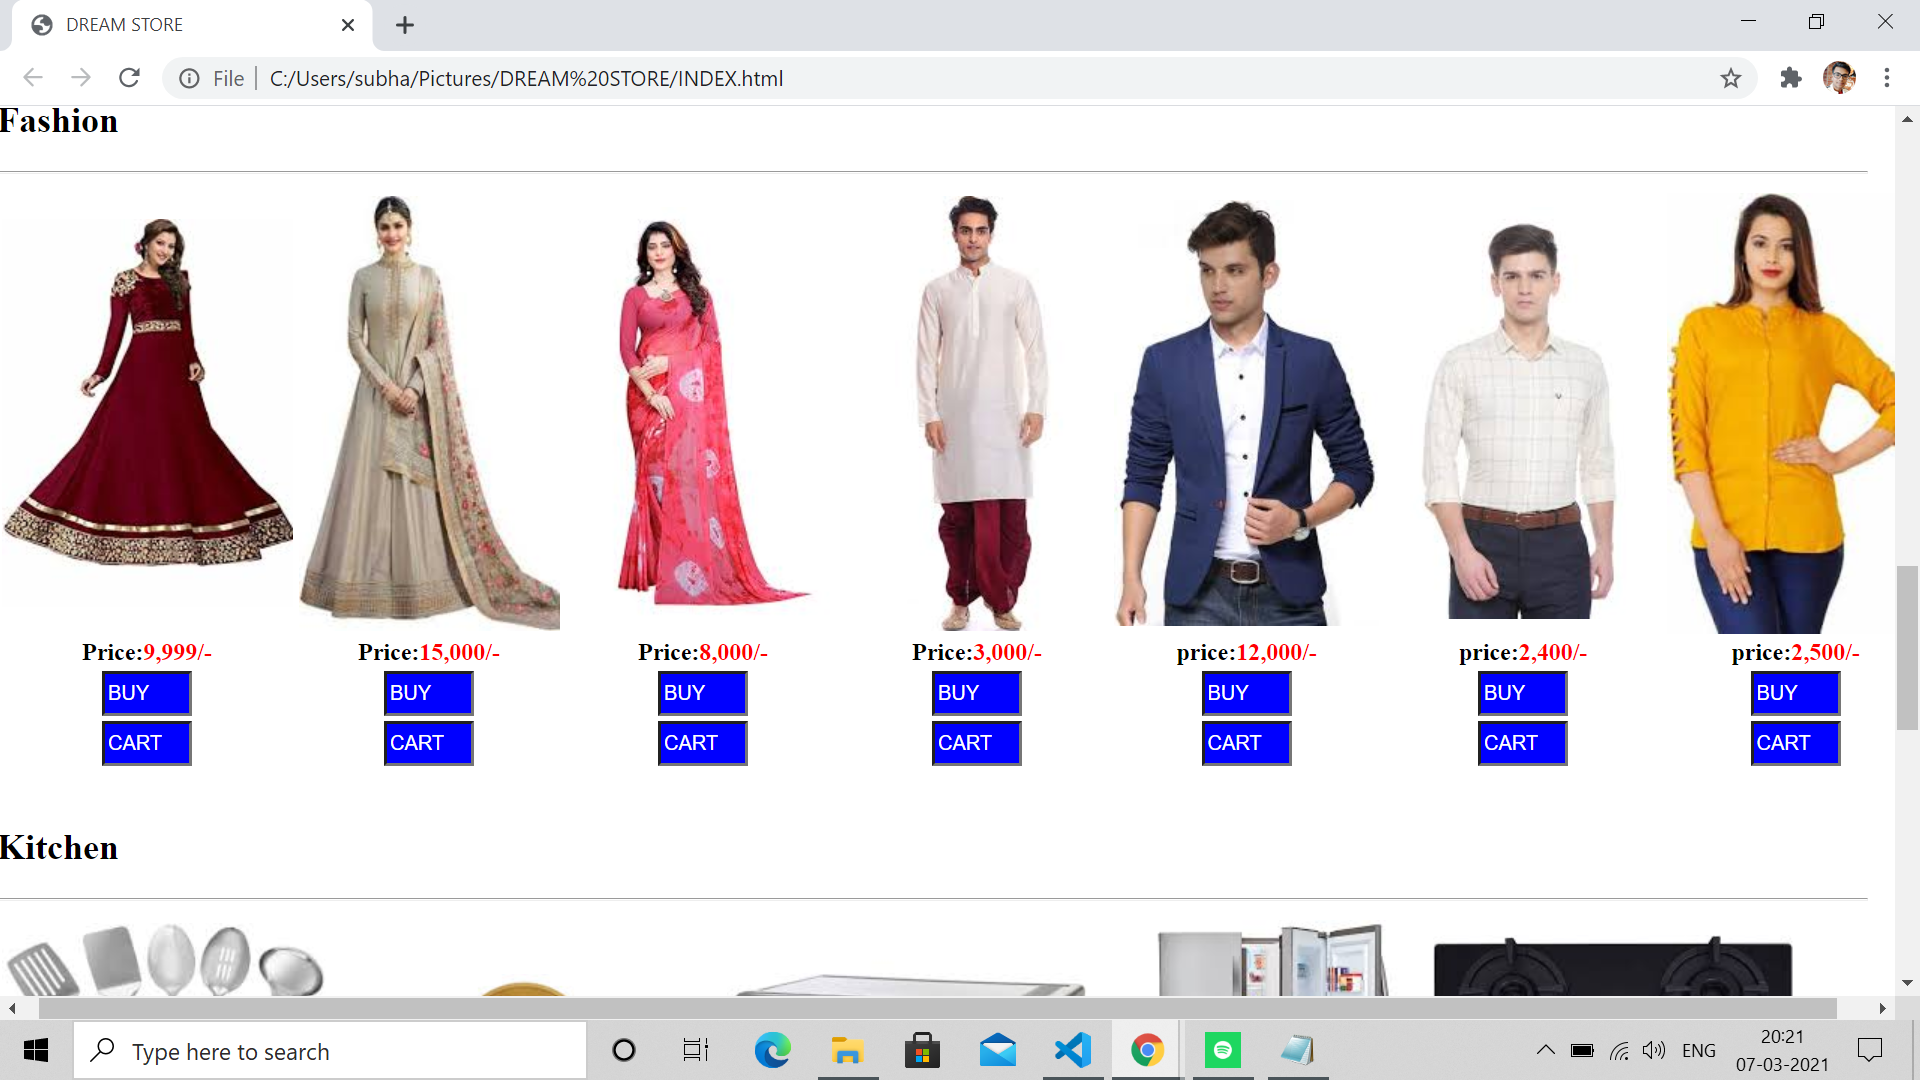 DREAM STORE
File C:/Users/subha/Pictures/DREAM%20STORE/INDEX.html
Fashion
Price:9,999/- Price:15,000/- Price:8,000/- Price:3,000/- price:12,000/- price:2,400/- price:2,500/-
BUY BUY BUY BUY BUY BUY BUY
CART CART CART CART CART CART CART
Kitchen
Type here to search
ENG
20:21
07-03-2021